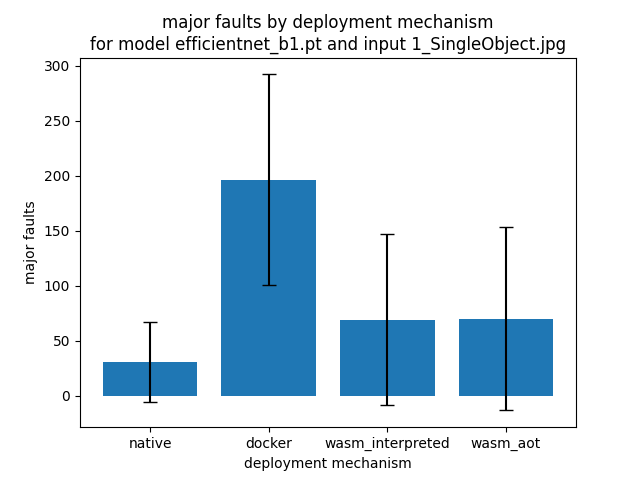 major faults by deployment mechanism
for model efficientnet_b1.pt and input 1_SingleObject.jpg
300
250
200
150
100
50
0
major faults
native docker wasm_interpreted wasm_aot
deployment mechanism